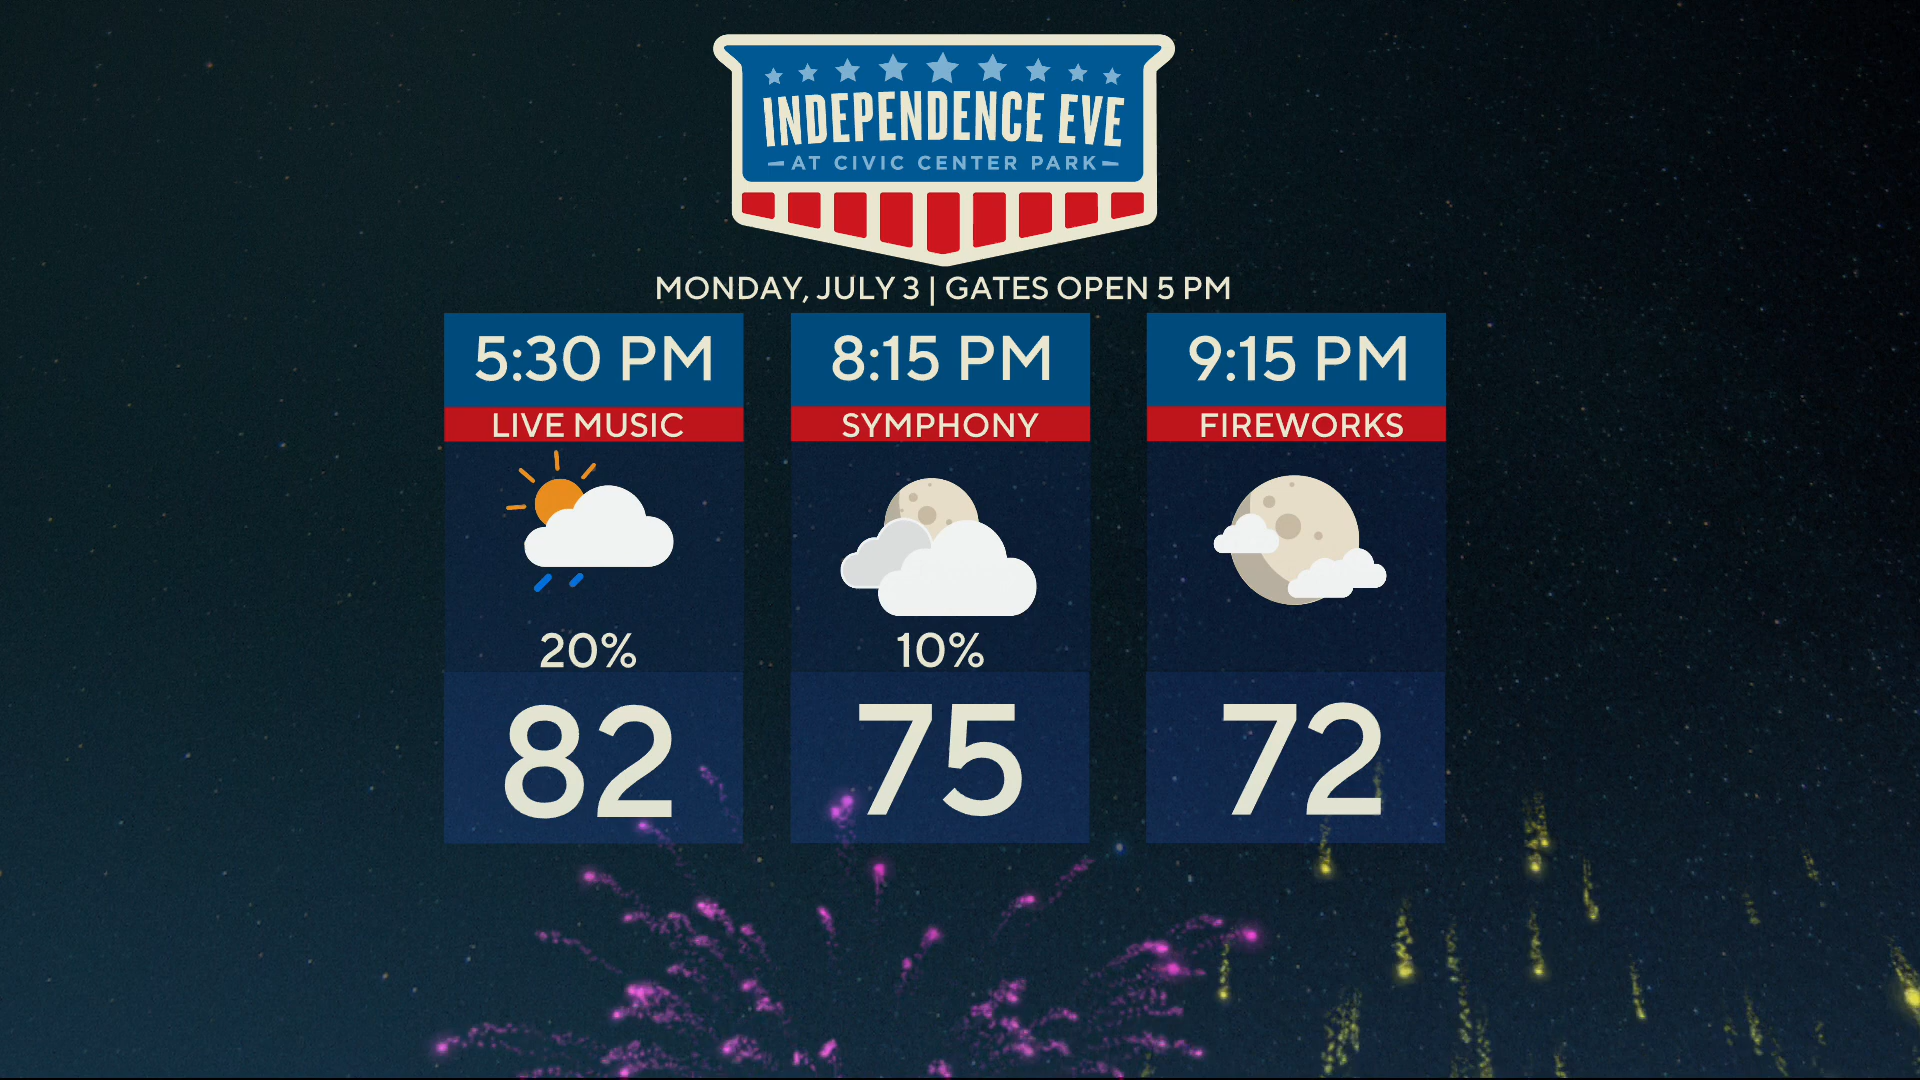 INDEPENDENCE EVE
AT CIVIC CENTER PARK
MONDAY, JULY 3 | GATES OPEN 5 PM
5:30 PM
LIVE MUSIC
20%
82
8:15 PM
SYMPHONY
10%
75
9:15 PM
FIREWORKS
72